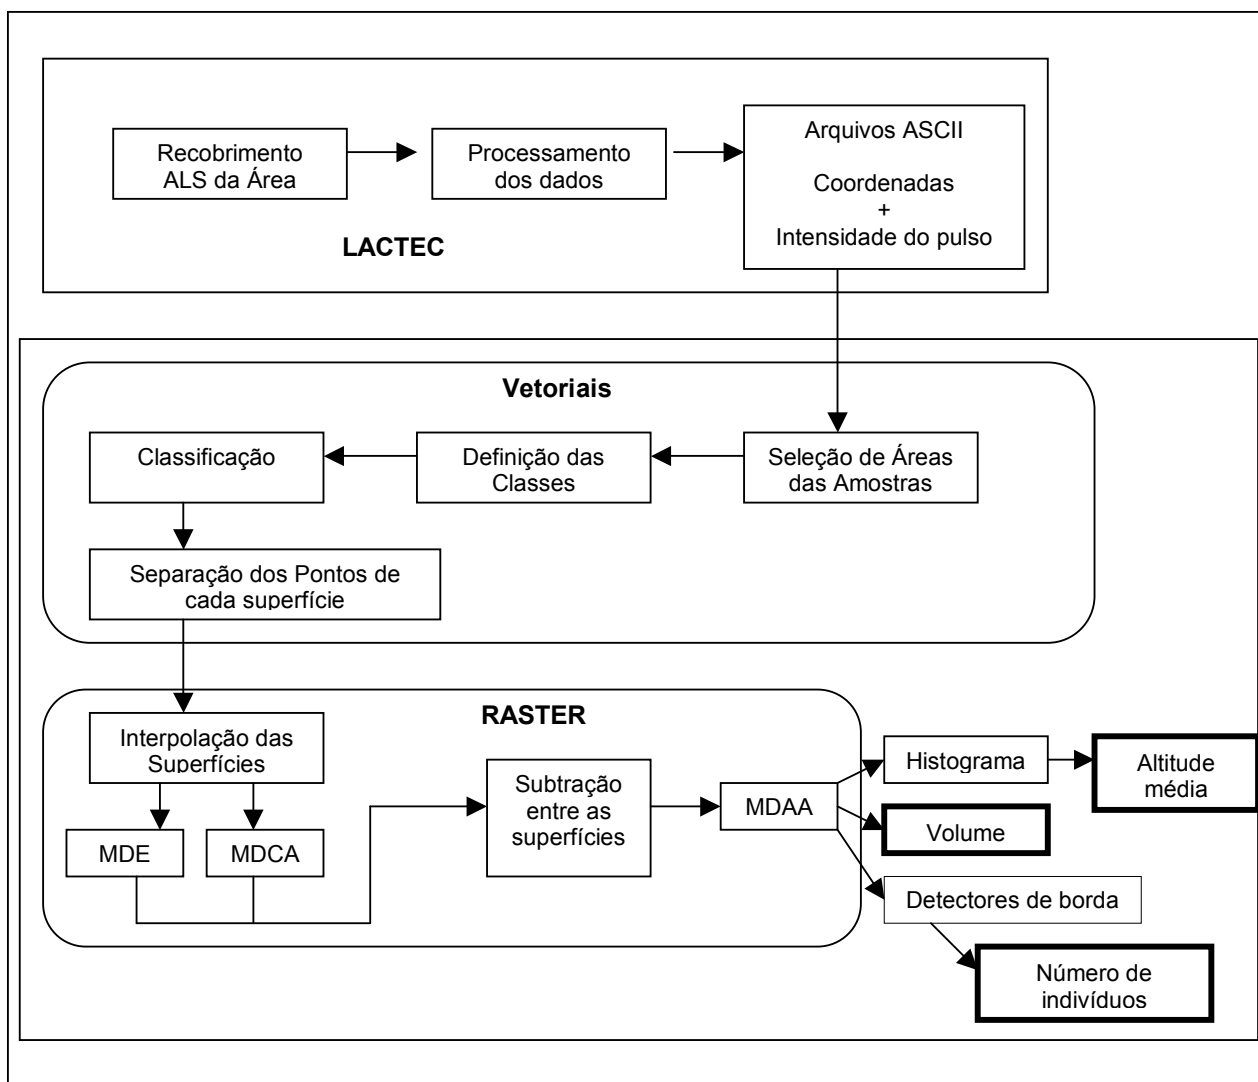 Recobrimento
ALS da Área
Processamento
dos dados
Arquivos ASCII
Coordenadas
+
Intensidade do pulso
LACTEC
Vetoriais
Classificação
Definição das
Classes
Seleção de Áreas
das Amostras
Separação dos Pontos de
cada superfície
RASTER
Interpolação das
Superfícies
MDE
MDCA
Subtração
entre as
superfícies
MDAA
Histograma
Altitude
média
Volume
Detectores de borda
Número de
indivíduos